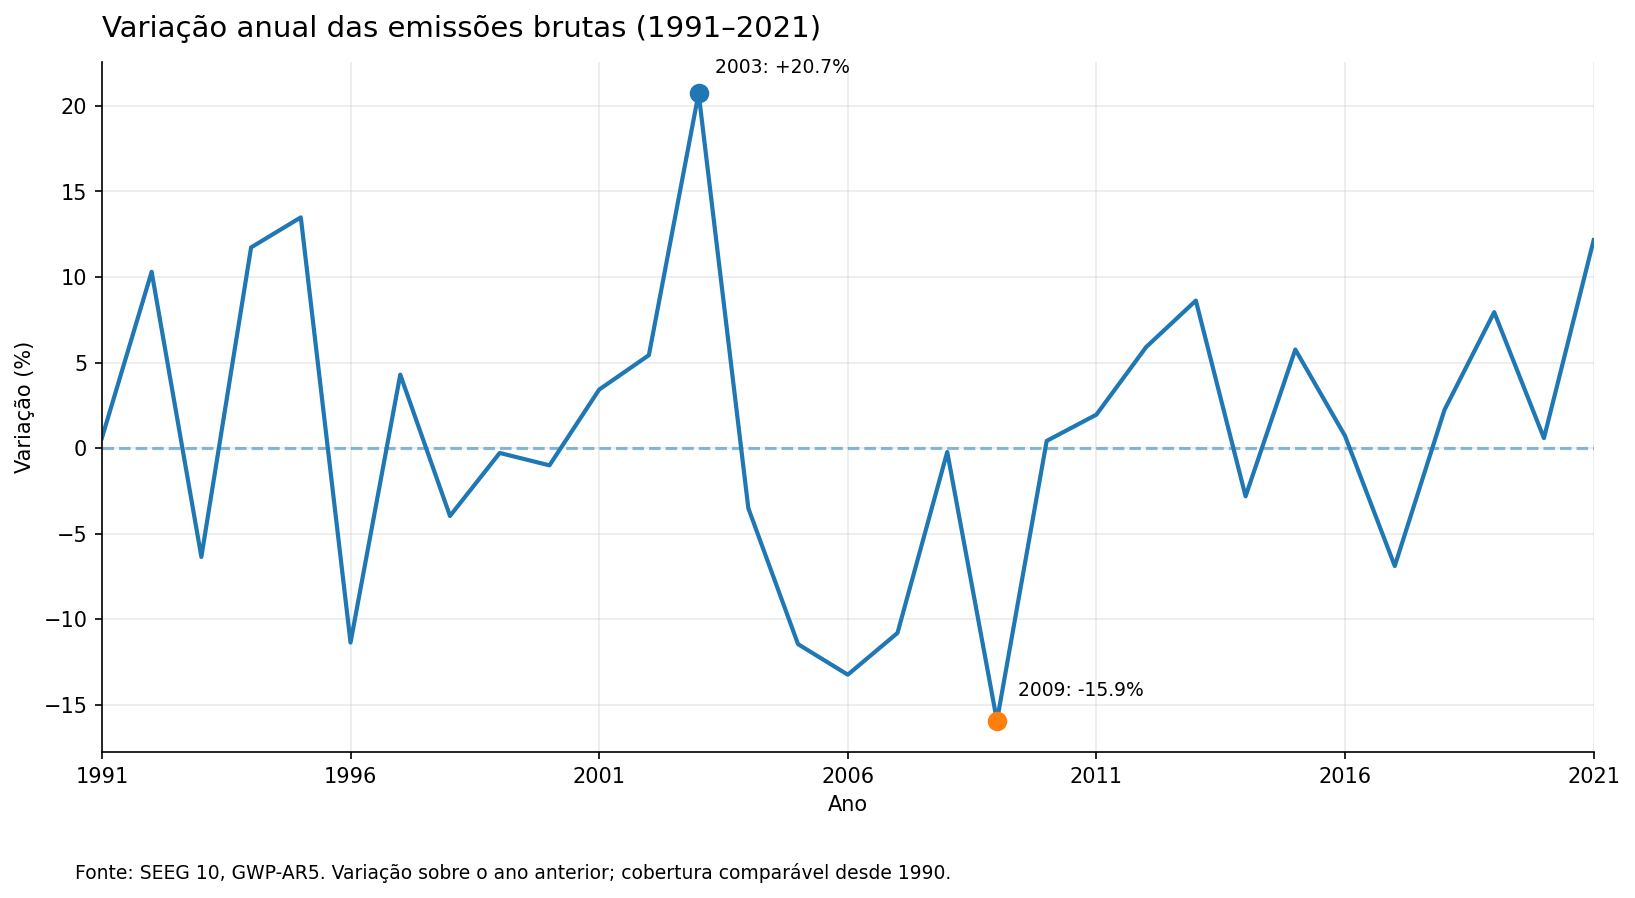 Variação anual das emissões brutas (1991–2021)
2003: +20.7%
20
15
10
5
0
−5
−10
−15
Variação (%)
2009: -15.9%
1991 1996 2001 2006 2011 2016 2021
Ano
Fonte: SEEG 10, GWP-AR5. Variação sobre o ano anterior; cobertura comparável desde 1990.